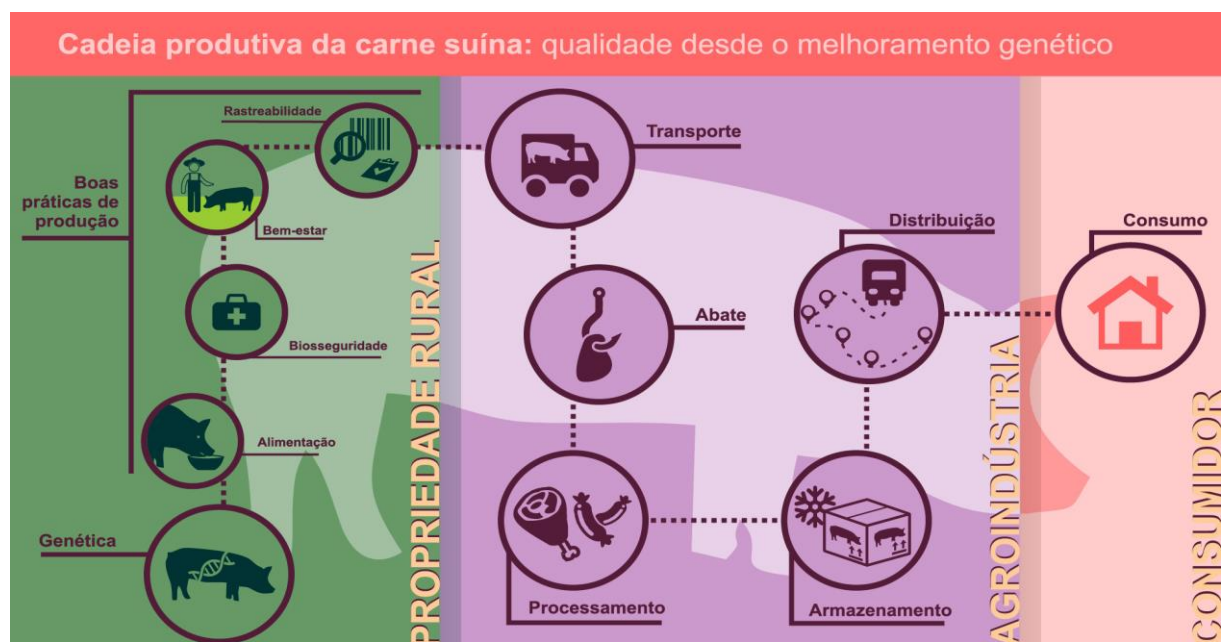 Cadeia produtiva da carne suína: qualidade desde o melhoramento genético
Rastreabilidade
Boas
práticas de
produção
Bem-estar
Biosseguridade
Alimentação
Genética
PROPRIEDADE RURAL
Transporte
Abate
Processamento
Armazenamento
Distribuição
AGROINDÚSTRIA
Consumo
CONSUMIDOR